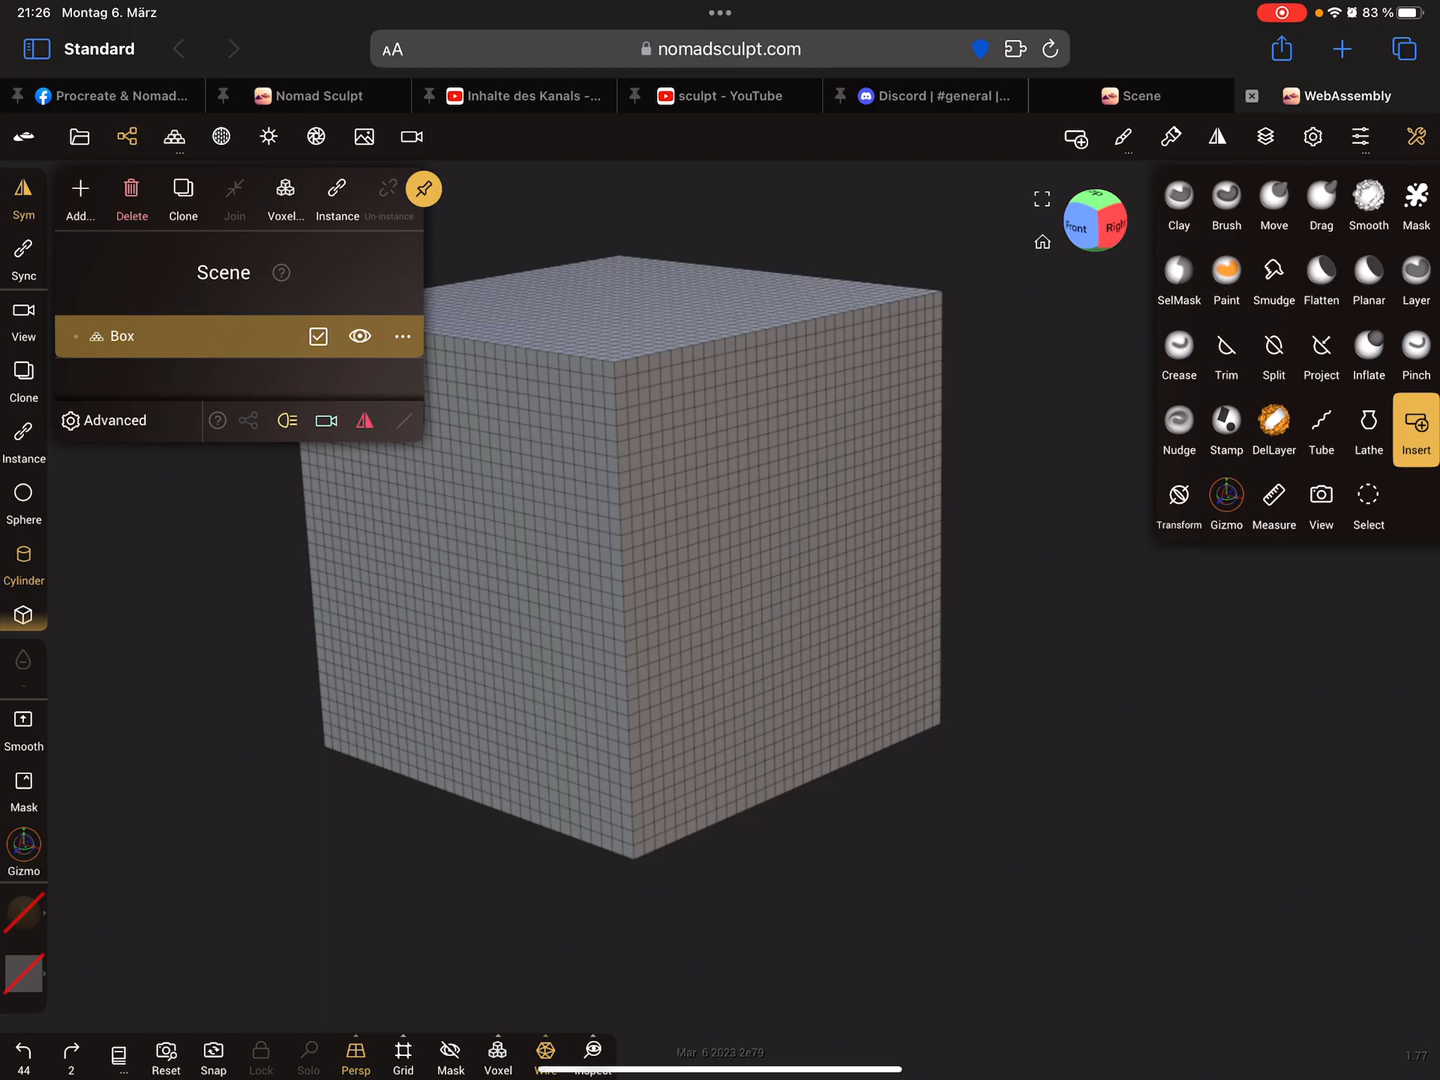 21:26 Montag 6. März
83 %
Standard
AA
nomadsculpt.com
Procreate & Nomad...
Nomad Sculpt
Inhalte des Kanals -...
sculpt - YouTube
Discord | #general |...
Scene
WebAssembly
Add...
Delete
Clone
Join
Voxel...
Instance
Un-instance
Scene ?
Box
Advanced
?
Sym
Sync
View
Clone
Instance
Sphere
Cylinder
-
Smooth
Mask
Gizmo
Front
Right
Clay Brush Move Drag Smooth Mask
SelMask Paint Smudge Flatten Planar Layer
Crease Trim Split Project Inflate Pinch
Nudge Stamp DelLayer Tube Lathe Insert
Transform Gizmo Measure View Select
44
2
...
Reset
Snap
Lock
Solo
Persp
Grid
Mask
Voxel
Mar 6 2023 2e79
1.77